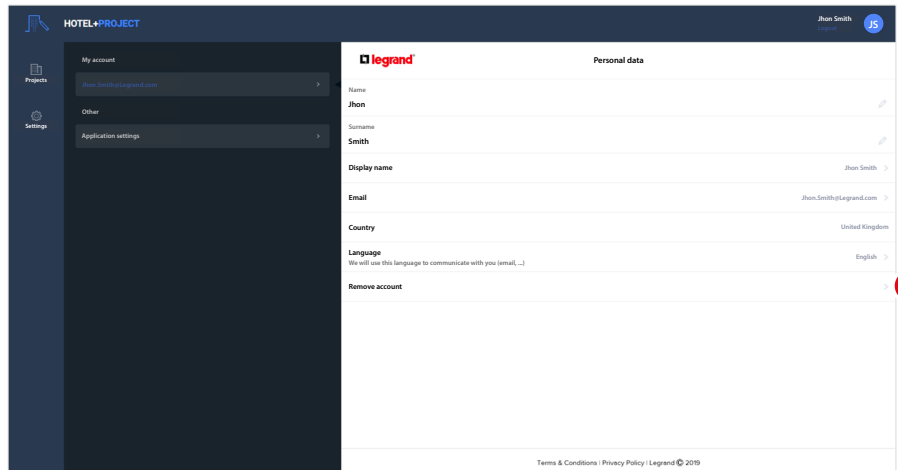 HOTEL+PROJECT
Jhon Smith
Logout
JS
Projects
Settings
My account
Jhon.Smith@Legrand.com
Other
Application settings
legrand®
Personal data
Name
Jhon
Surname
Smith
Display name
Jhon Smith
Email
Jhon.Smith@Legrand.com
Country
United Kingdom
Language
We will use this language to communicate with you (email, ...)
English
Remove account
Terms & Conditions | Privacy Policy | Legrand © 2019